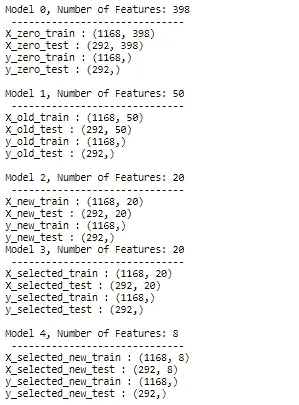 Model 0, Number of Features: 398
------------------------------
X_zero_train : (1168, 398)
X_zero_test : (292, 398)
y_zero_train : (1168,)
y_zero_test : (292,)
Model 1, Number of Features: 50
------------------------------
X_old_train : (1168, 50)
X_old_test : (292, 50)
y_old_train : (1168,)
y_old_test : (292,)
Model 2, Number of Features: 20
------------------------------
X_new_train : (1168, 20)
X_new_test : (292, 20)
y_new_train : (1168,)
y_new_test : (292,)
Model 3, Number of Features: 20
------------------------------
X_selected_train : (1168, 20)
X_selected_test : (292, 20)
y_selected_train : (1168,)
y_selected_test : (292,)
Model 4, Number of Features: 8
------------------------------
X_selected_new_train : (1168, 8)
X_selected_new_test : (292, 8)
y_selected_new_train : (1168,)
y_selected_new_test : (292,)